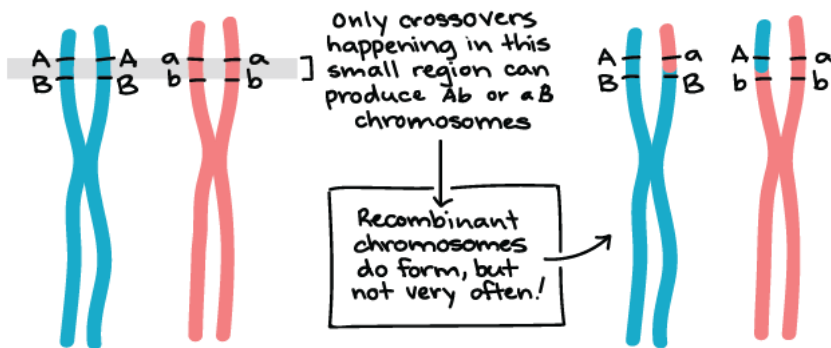 A A a a
B B b b
Only crossovers
happening in this
small region can
produce Ab or aB
chromosomes
Recombinant
chromosomes
do form, but
not very often!
A a A a
B B b b